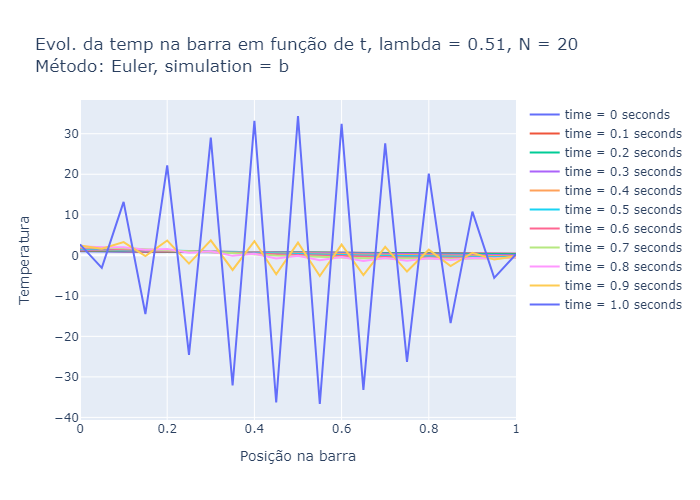 Evol. da temp na barra em função de t, lambda = 0.51, N = 20
Método: Euler, simulation = b
time = 0 seconds
time = 0.1 seconds
time = 0.2 seconds
time = 0.3 seconds
time = 0.4 seconds
time = 0.5 seconds
time = 0.6 seconds
time = 0.7 seconds
time = 0.8 seconds
time = 0.9 seconds
time = 1.0 seconds
Temperatura
30
20
10
0
−10
−20
−30
−40
0 0.2 0.4 0.6 0.8 1
Posição na barra